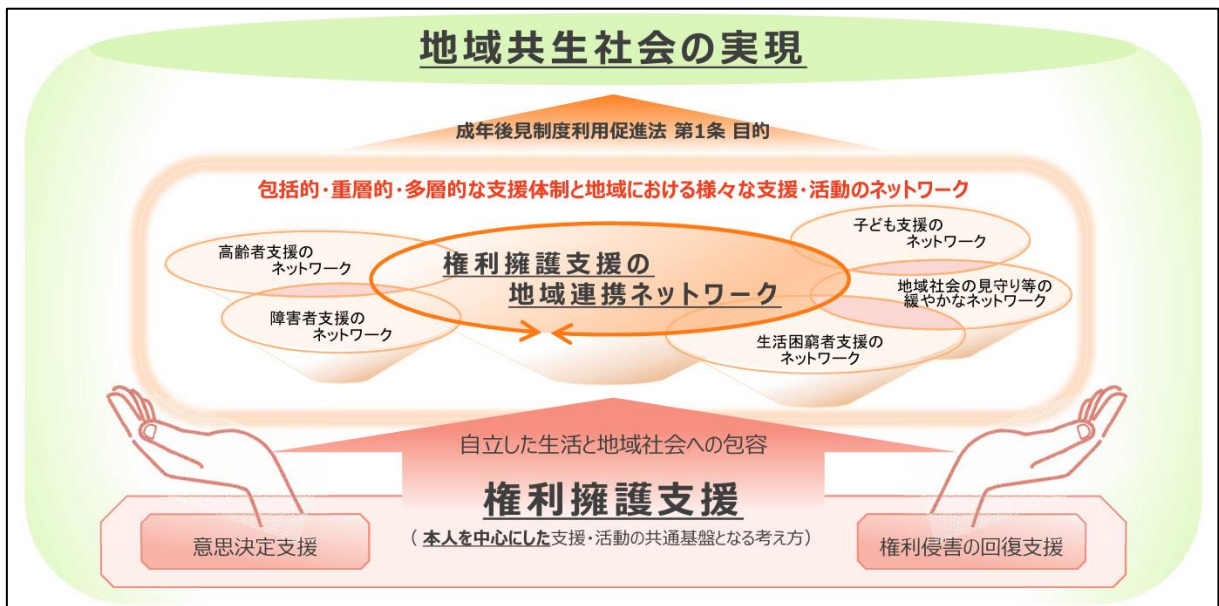 地域共生社会の実現
成年後見制度利用促進法 第1条 目的
包括的・重層的・多層的な支援体制と地域における様々な支援・活動のネットワーク
高齢者支援の
ネットワーク
障害者支援の
ネットワーク
権利擁護支援の
地域連携ネットワーク
子ども支援の
ネットワーク
地域社会の見守り等の
緩やかなネットワーク
生活困窮者支援の
ネットワーク
自立した生活と地域社会への包容
権利擁護支援
（本人を中心にした支援・活動の共通基盤となる考え方）
意思決定支援
権利侵害の回復支援